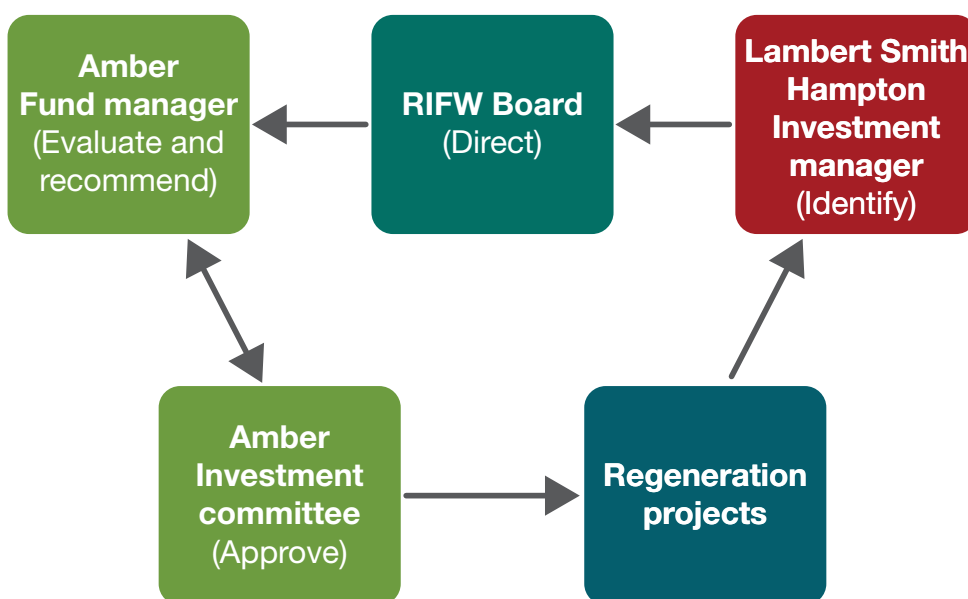 Amber
Fund manager
(Evaluate and
recommend)
RIFW Board
(Direct)
Lambert Smith
Hampton
Investment
manager
(Identify)
Amber
Investment
committee
(Approve)
Regeneration
projects